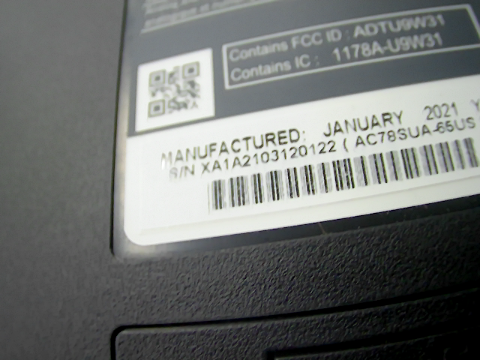 Contains FCC ID : ADTU9W31
Contains IC : 1178A-U9W31
MANUFACTURED: JANUARY 2021 Y
S/N XA1A2103120122 ( AC78SUA-65US